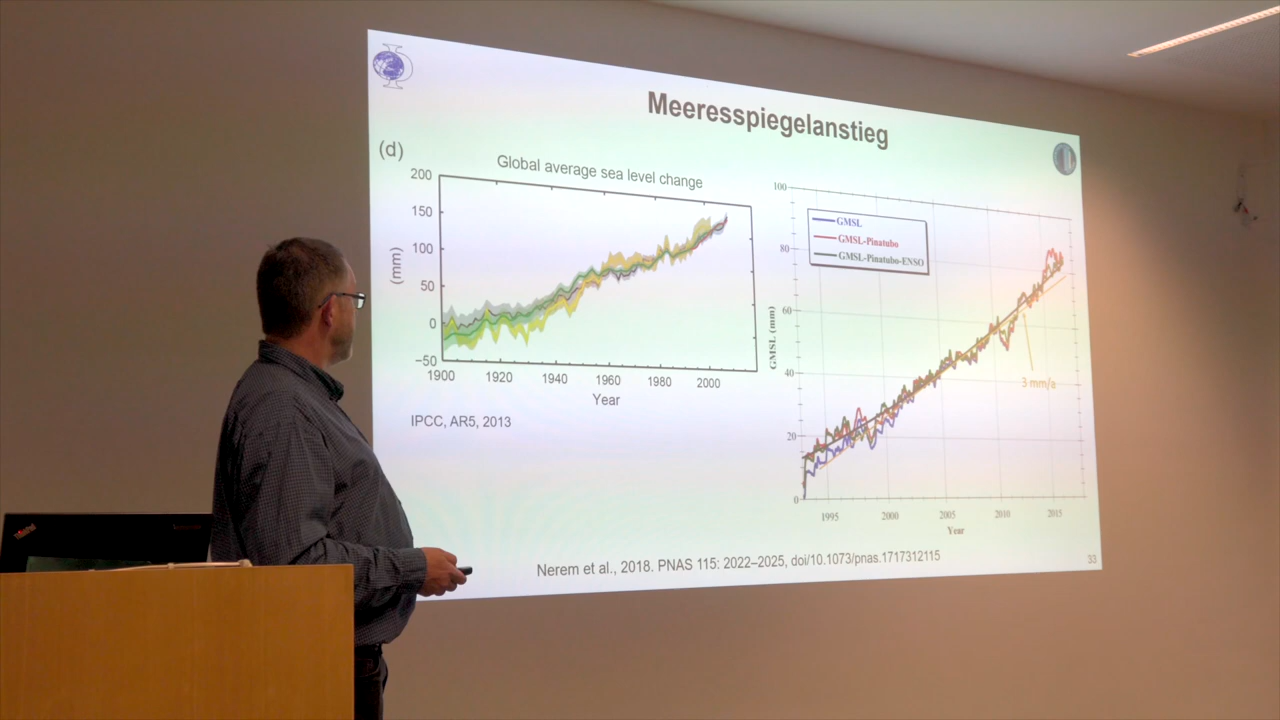 Meeresspiegelanstieg
(d)
Global average sea level change
200
150
100
50
0
−50
(mm)
1900
1920
1940
1960
1980
2000
Year
IPCC, AR5, 2013
100
80
60
40
20
0
GMSL (mm)
GMSL
GMSL-Pinatubo
GMSL-Pinatubo-ENSO
3 mm/a
1995
2000
2005
2010
2015
Year
Nerem et al., 2018. PNAS 115: 2022–2025, doi/10.1073/pnas.1717312115
33
ThinkPad